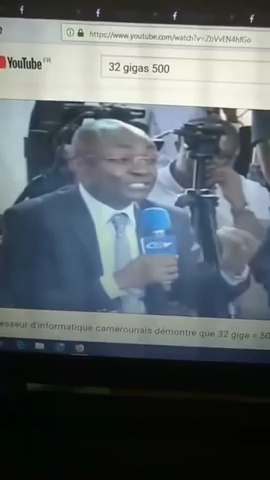 https://www.youtube.com/watch?v=ZbVvEN4hfGo
YouTube FR
32 gigas 500
esseur d'informatique camerounais démontre que 32 giga = 50